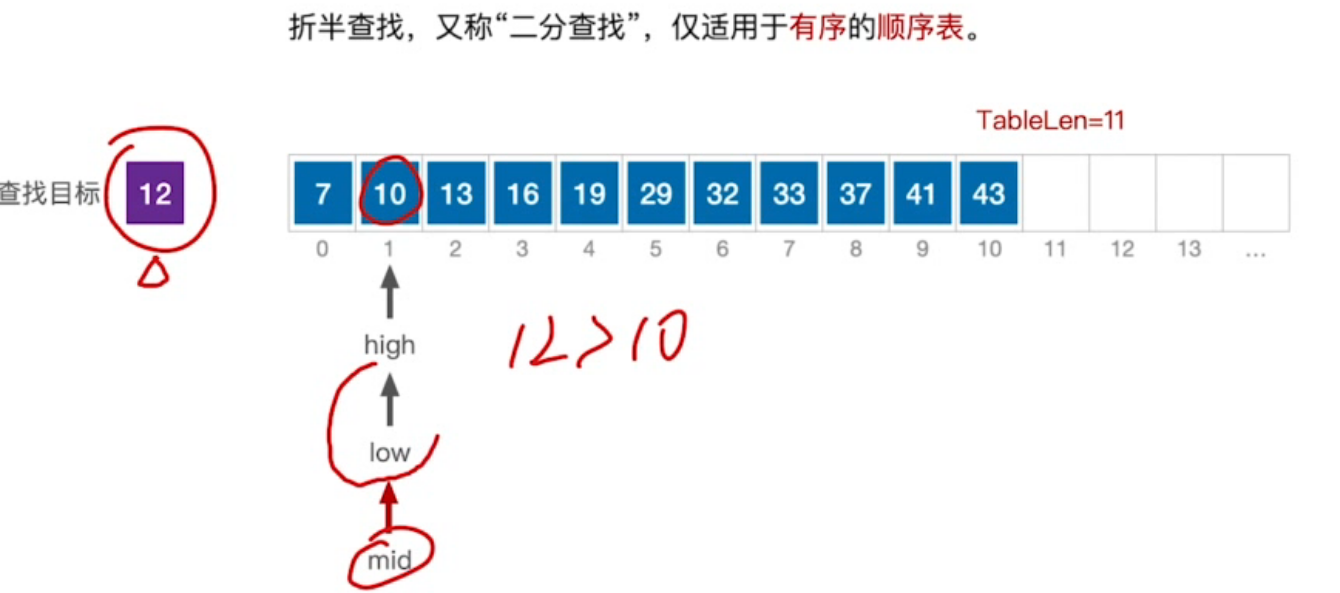 折半查找，又称“二分查找”，仅适用于有序的顺序表。
TableLen=11
查找目标 12 7 10 13 16 19 29 32 33 37 41 43
0 1 2 3 4 5 6 7 8 9 10 11 12 13 ...
high
12>10
low
mid